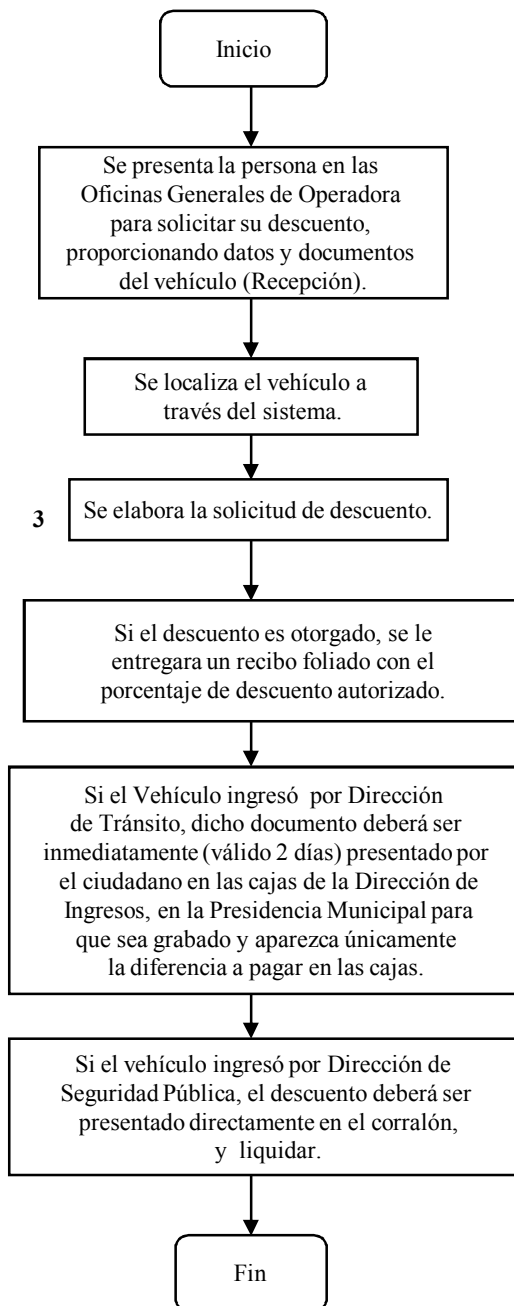 Inicio
Se presenta la persona en las
Oficinas Generales de Operadora
para solicitar su descuento,
proporcionando datos y documentos
del vehículo (Recepción).
Se localiza el vehículo a
través del sistema.
3
Se elabora la solicitud de descuento.
Si el descuento es otorgado, se le
entregara un recibo foliado con el
porcentaje de descuento autorizado.
Si el Vehículo ingresó por Dirección
de Tránsito, dicho documento deberá ser
inmediatamente (válido 2 días) presentado por
el ciudadano en las cajas de la Dirección de
Ingresos, en la Presidencia Municipal para
que sea grabado y aparezca únicamente
la diferencia a pagar en las cajas.
Si el vehículo ingresó por Dirección de
Seguridad Pública, el descuento deberá ser
presentado directamente en el corralón,
y liquidar.
Fin